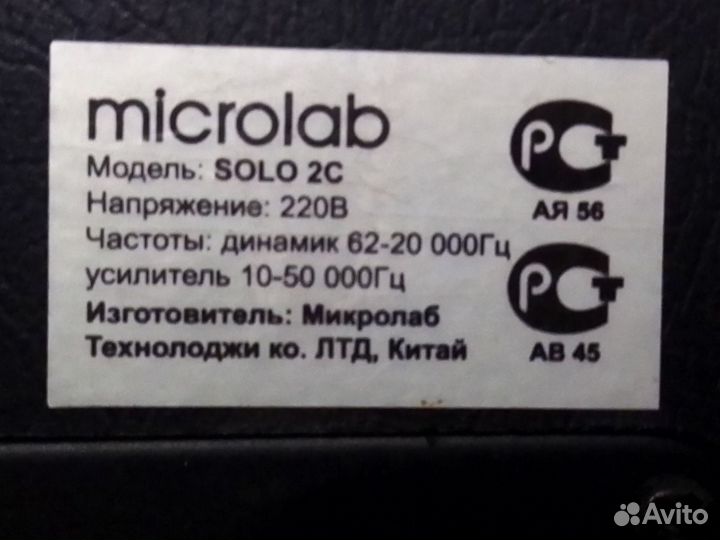 microlab
Модель: SOLO 2C
Напряжение: 220В
Частоты: динамик 62-20 000Гц
усилитель 10-50 000Гц
Изготовитель: Микролаб
Технолоджи ко. ЛТД, Китай
РСТ
АЯ 56
РСТ
АВ 45
Avito